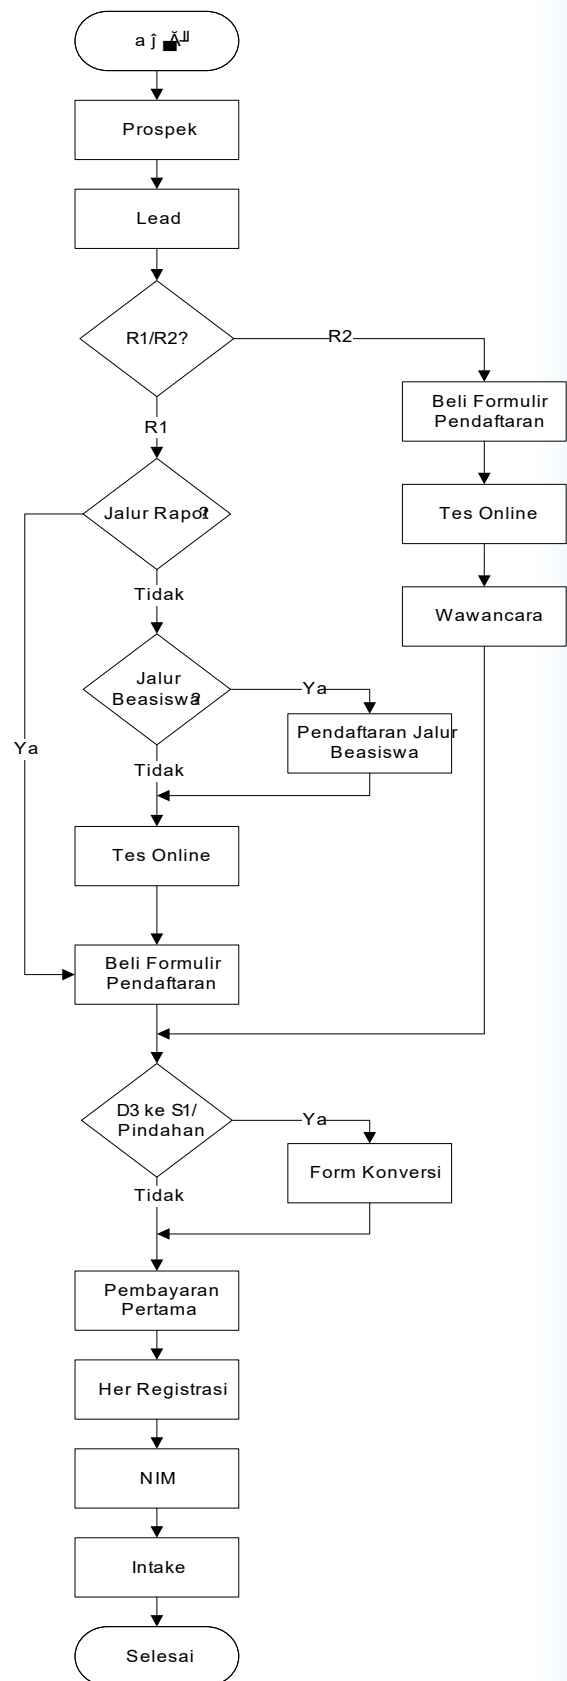 Prospek
Lead
R1/R2?
R2
Beli Formulir
Pendaftaran
R1
Jalur Rapot?
Tes Online
Tidak
Wawancara
Jalur
Beasiswa?
Ya
Pendaftaran Jalur
Beasiswa
Ya
Tidak
Tes Online
Beli Formulir
Pendaftaran
D3 ke S1/
Pindahan
Ya
Form Konversi
Tidak
Pembayaran
Pertama
Her Registrasi
NIM
Intake
Selesai